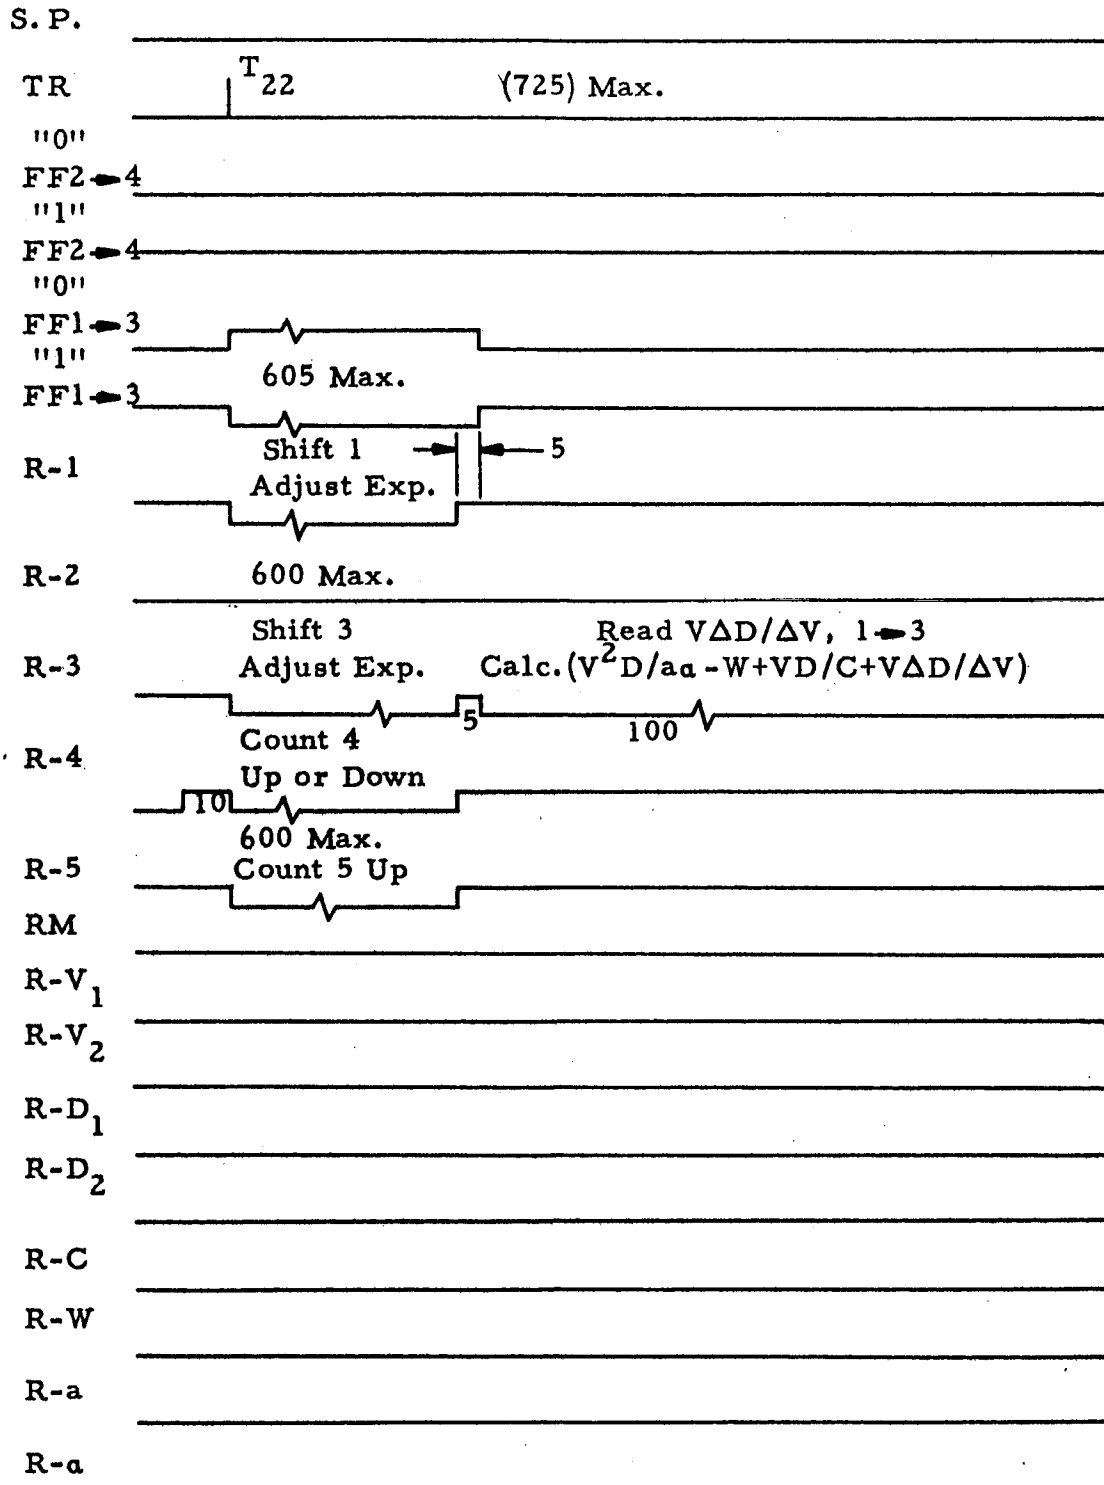 S. P.
TR T22 (725) Max.
"0"
FF2→4
"1"
FF2→4
"0"
FF1→3
"1"
605 Max.
FF1→3
Shift 1 5
R-1
Adjust Exp.
R-2 600 Max.
Shift 3 Read VΔD/ΔV, 1→3
R-3 Adjust Exp. Calc.(V²D/aα-W+VD/C+VΔD/ΔV)
5 100
Count 4
R-4
Up or Down
10
600 Max.
R-5 Count 5 Up
RM
R-V1
R-V2
R-D1
R-D2
R-C
R-W
R-a
R-α